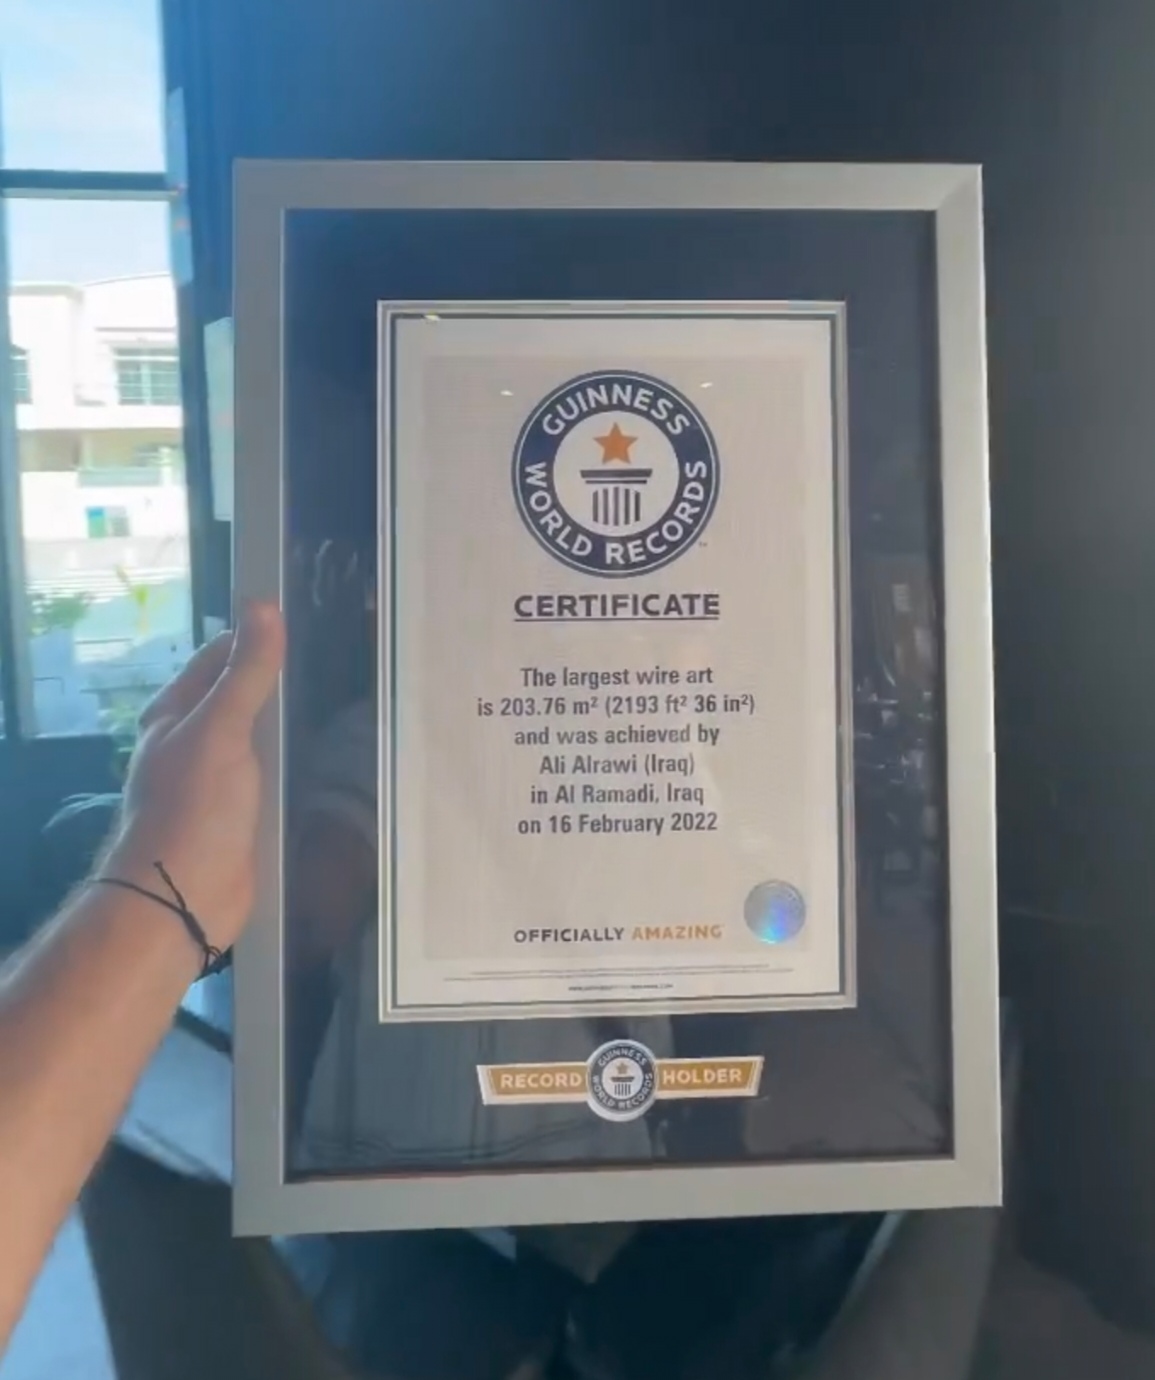 GUINNESS
WORLD RECORDS
™
CERTIFICATE
The largest wire art
is 203.76 m² (2193 ft² 36 in²)
and was achieved by
Ali Alrawi (Iraq)
in Al Ramadi, Iraq
on 16 February 2022
OFFICIALLY AMAZING
RECORD
GUINNESS
WORLD RECORDS
HOLDER